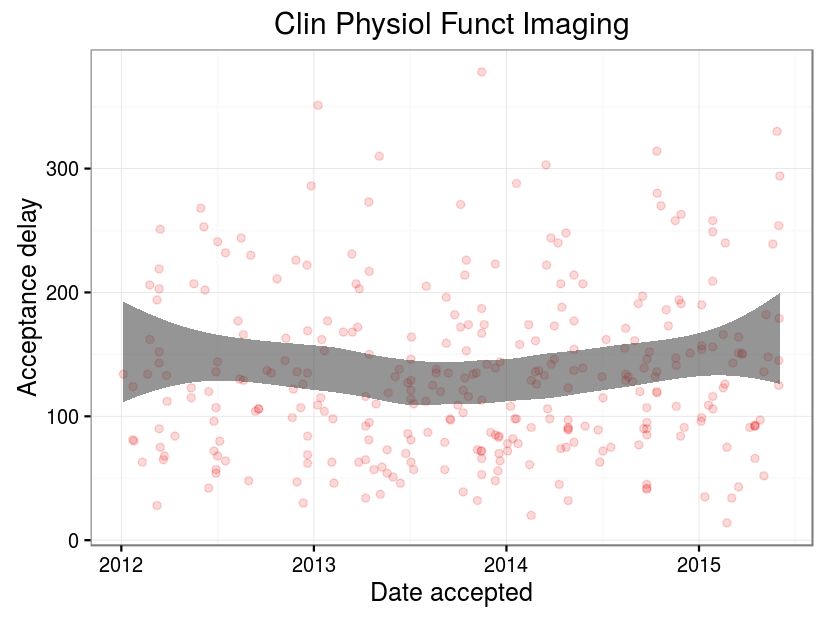 Clin Physiol Funct Imaging
Acceptance delay
300
200
100
0
2012 2013 2014 2015
Date accepted